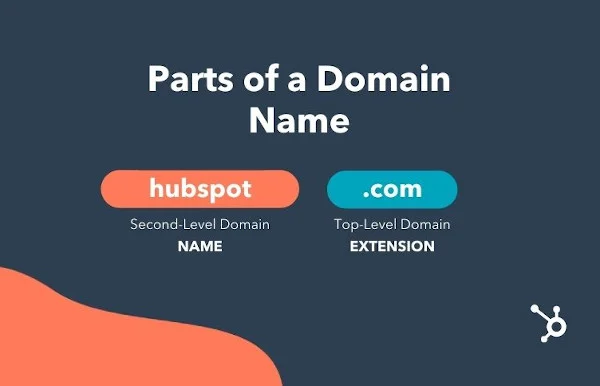 Parts of a Domain
Name
hubspot
.com
Second-Level Domain
Top-Level Domain
NAME
EXTENSION